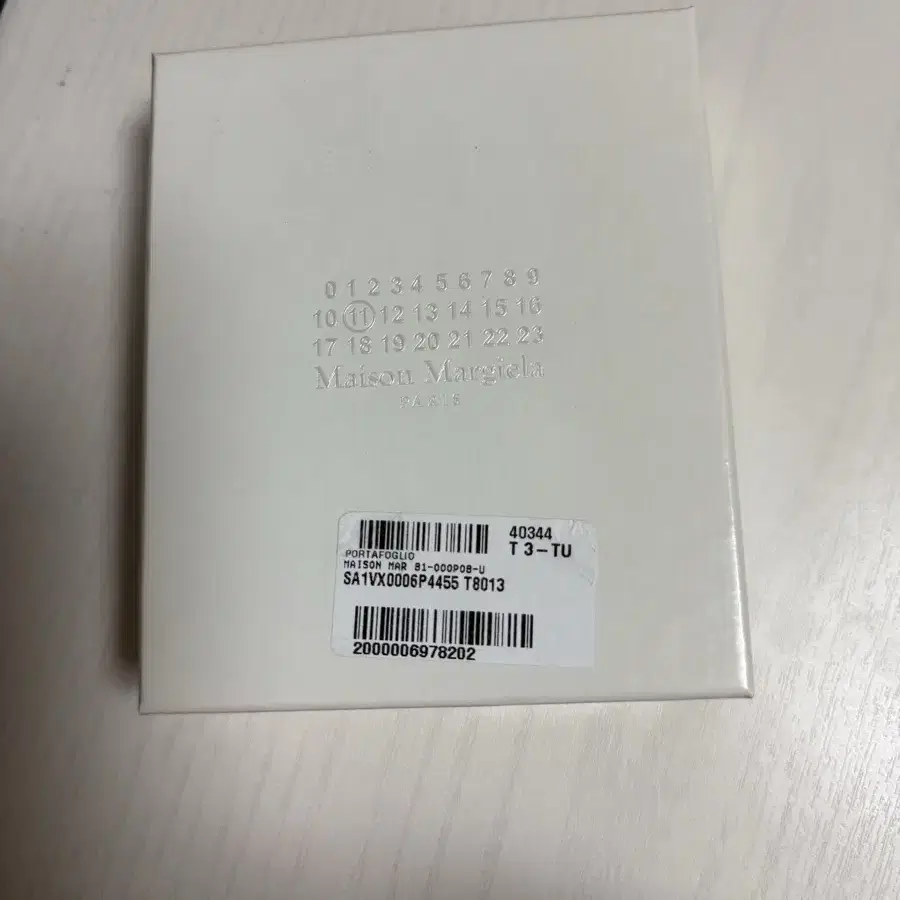 0 1 2 3 4 5 6 7 8 9
10 11 12 13 14 15 16
17 18 19 20 21 22 23
Maison Margiela
PARIS
40344
T 3-TU
PORTAFOGLIO
MAISON MAR 81-000P08-U
SA1VX0006P4455 T8013
2000006978202